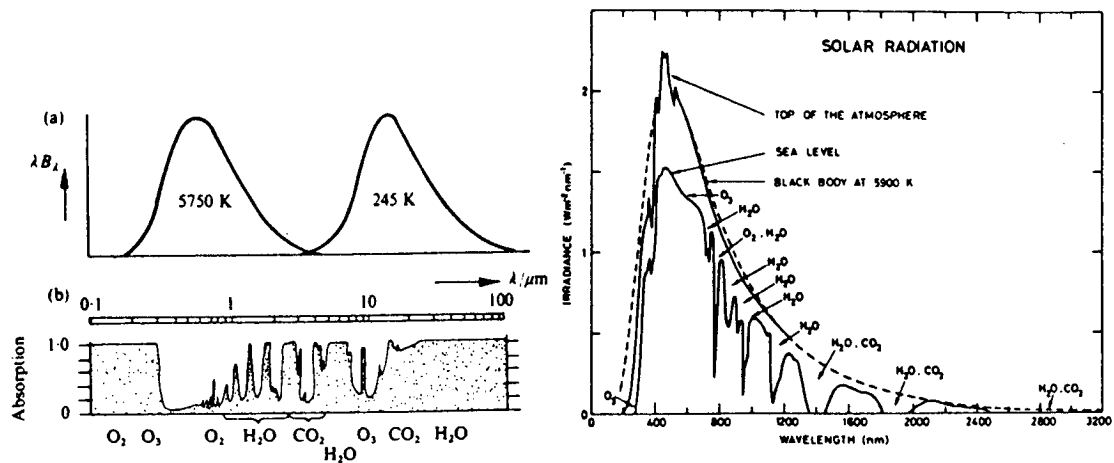 (a)
λB_λ
5750 K
245 K
λ/μm
(b)
0·1 1 10 100
Absorption
1·0
0
O₂ O₃ O₂ H₂O CO₂ O₃ CO₂ H₂O
H₂O
SOLAR RADIATION
TOP OF THE ATMOSPHERE
SEA LEVEL
BLACK BODY AT 5900 K
O₃
H₂O
O₂, H₂O
H₂O
H₂O
H₂O
H₂O
H₂O, CO₂
H₂O, CO₂
H₂O, CO₂
O₃
IRRADIANCE (Wm⁻² nm⁻¹)
2
1
0
0 400 800 1200 1600 2000 2400 2800 3200
WAVELENGTH (nm)